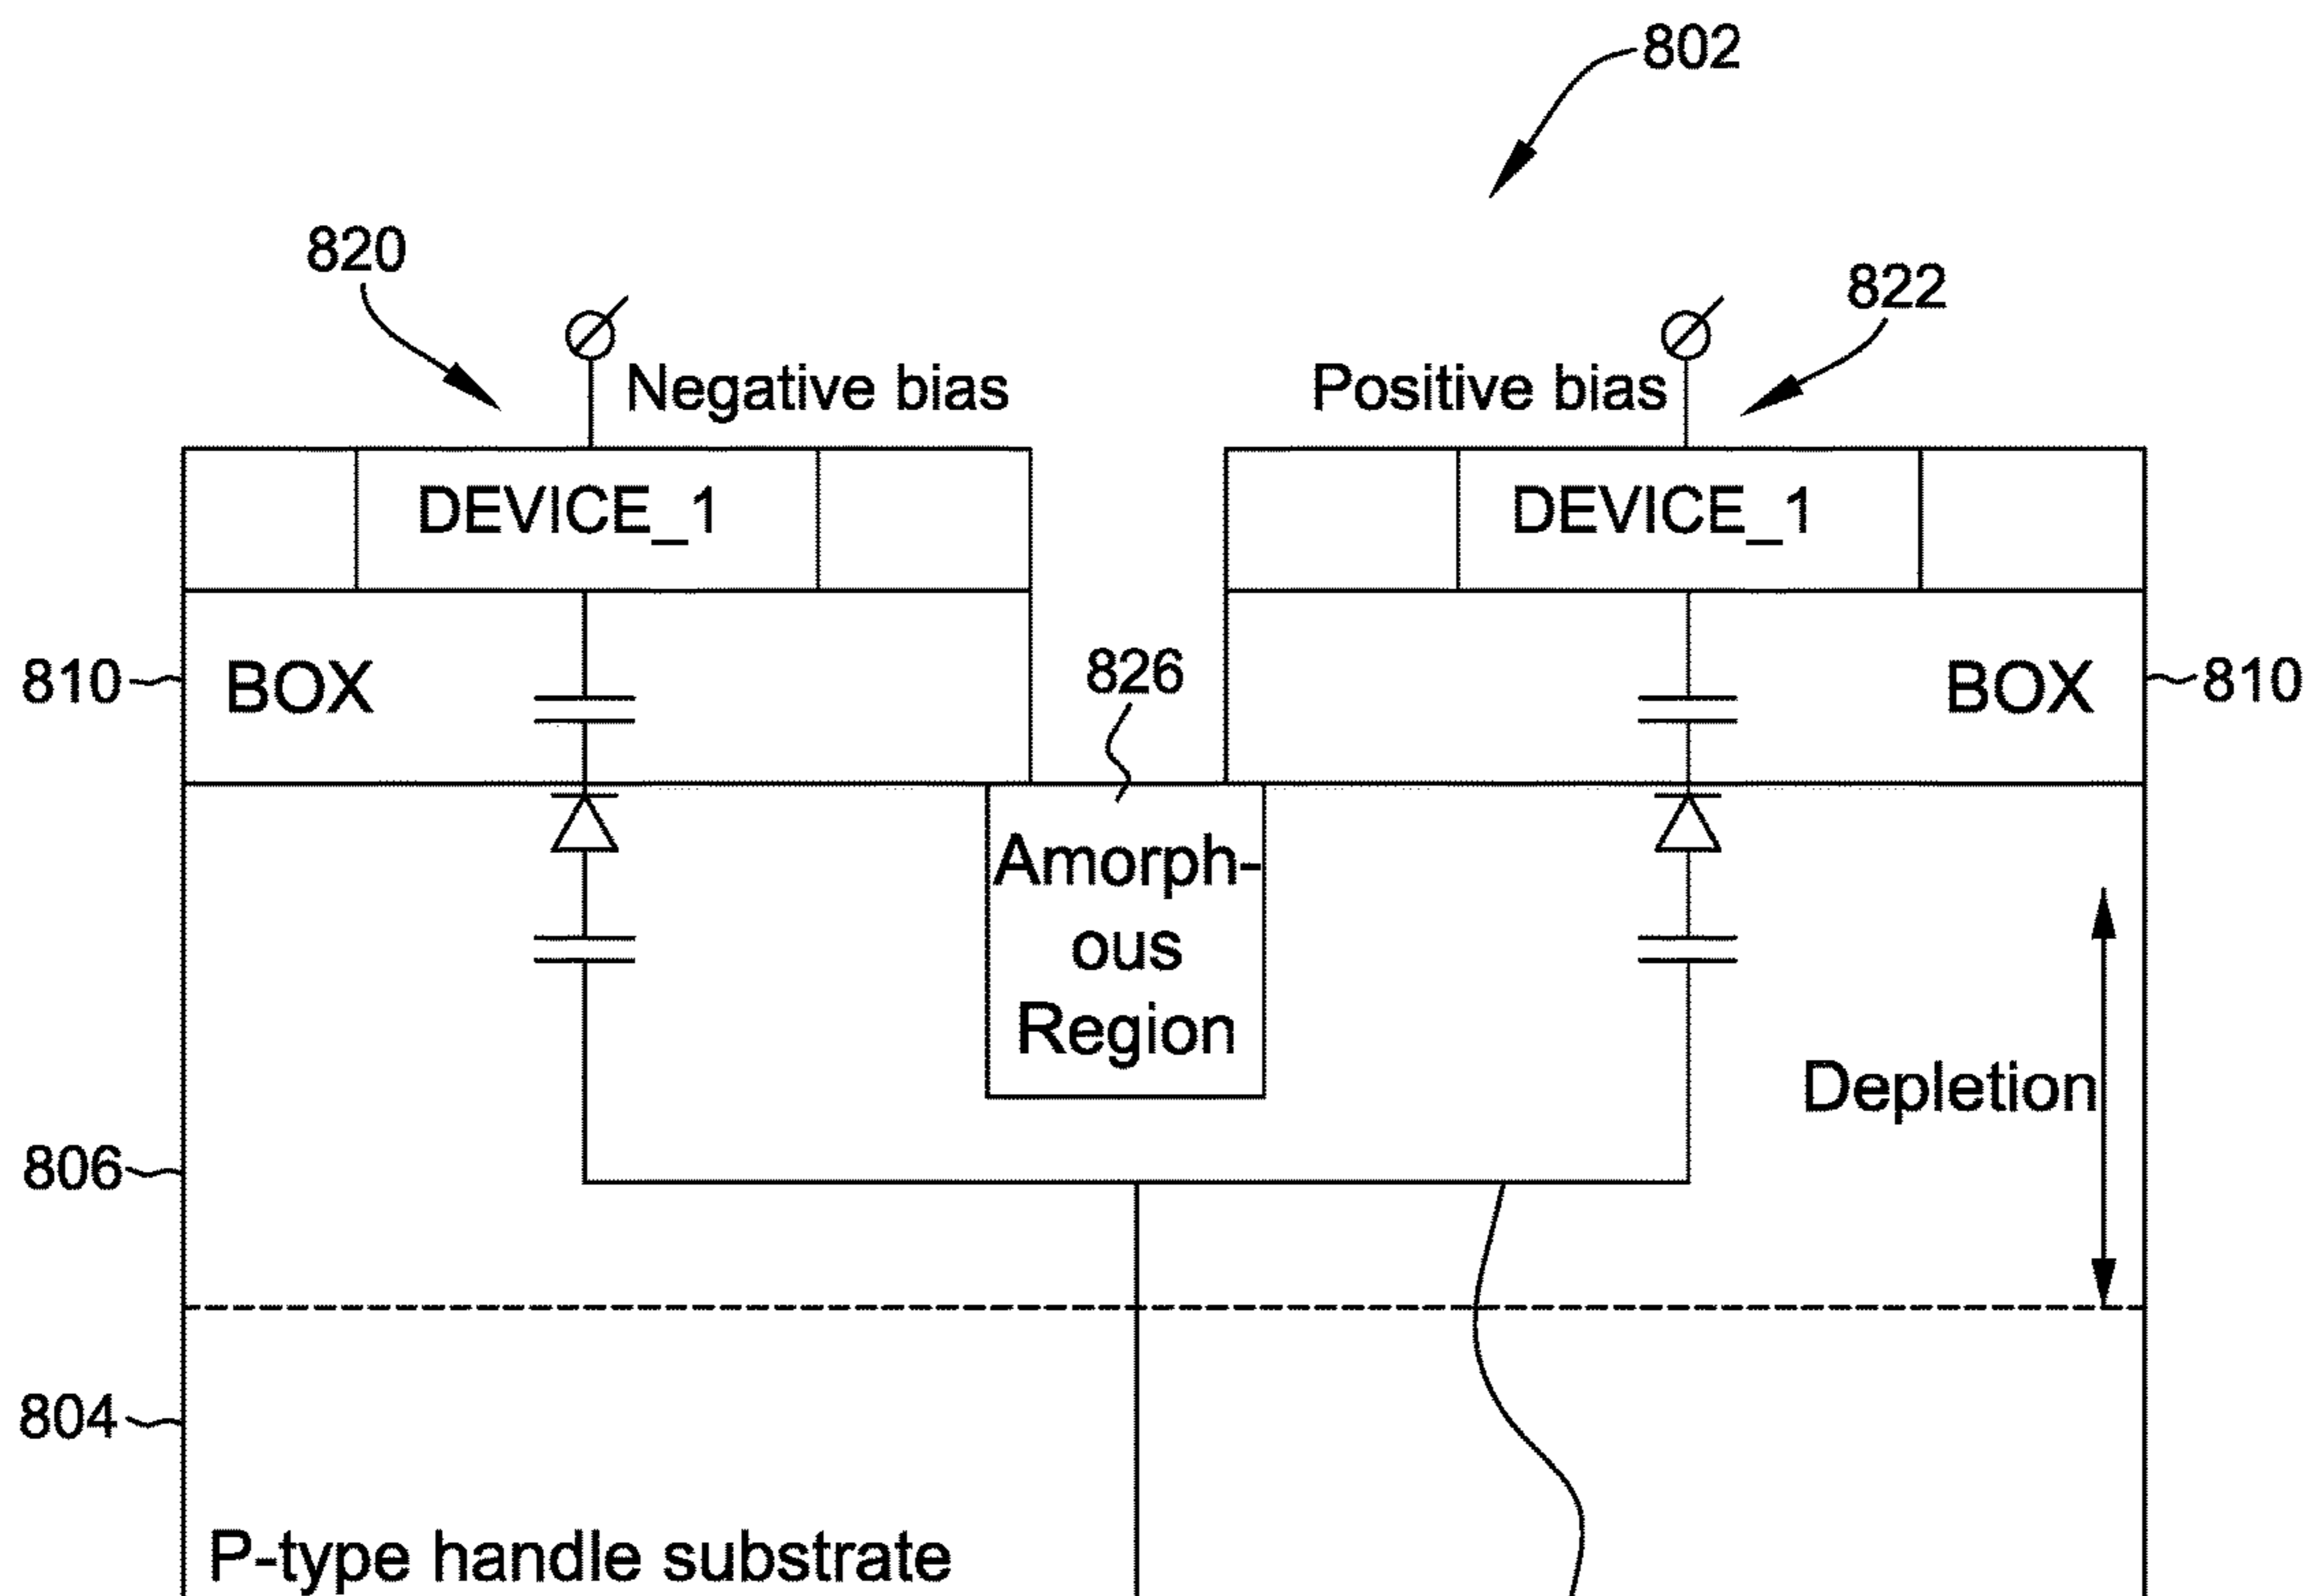 802
820
822
Negative bias
Positive bias
DEVICE_1
DEVICE_1
810
BOX
826
BOX
810
Amorph-
ous
Region
Depletion
806
804
P-type handle substrate